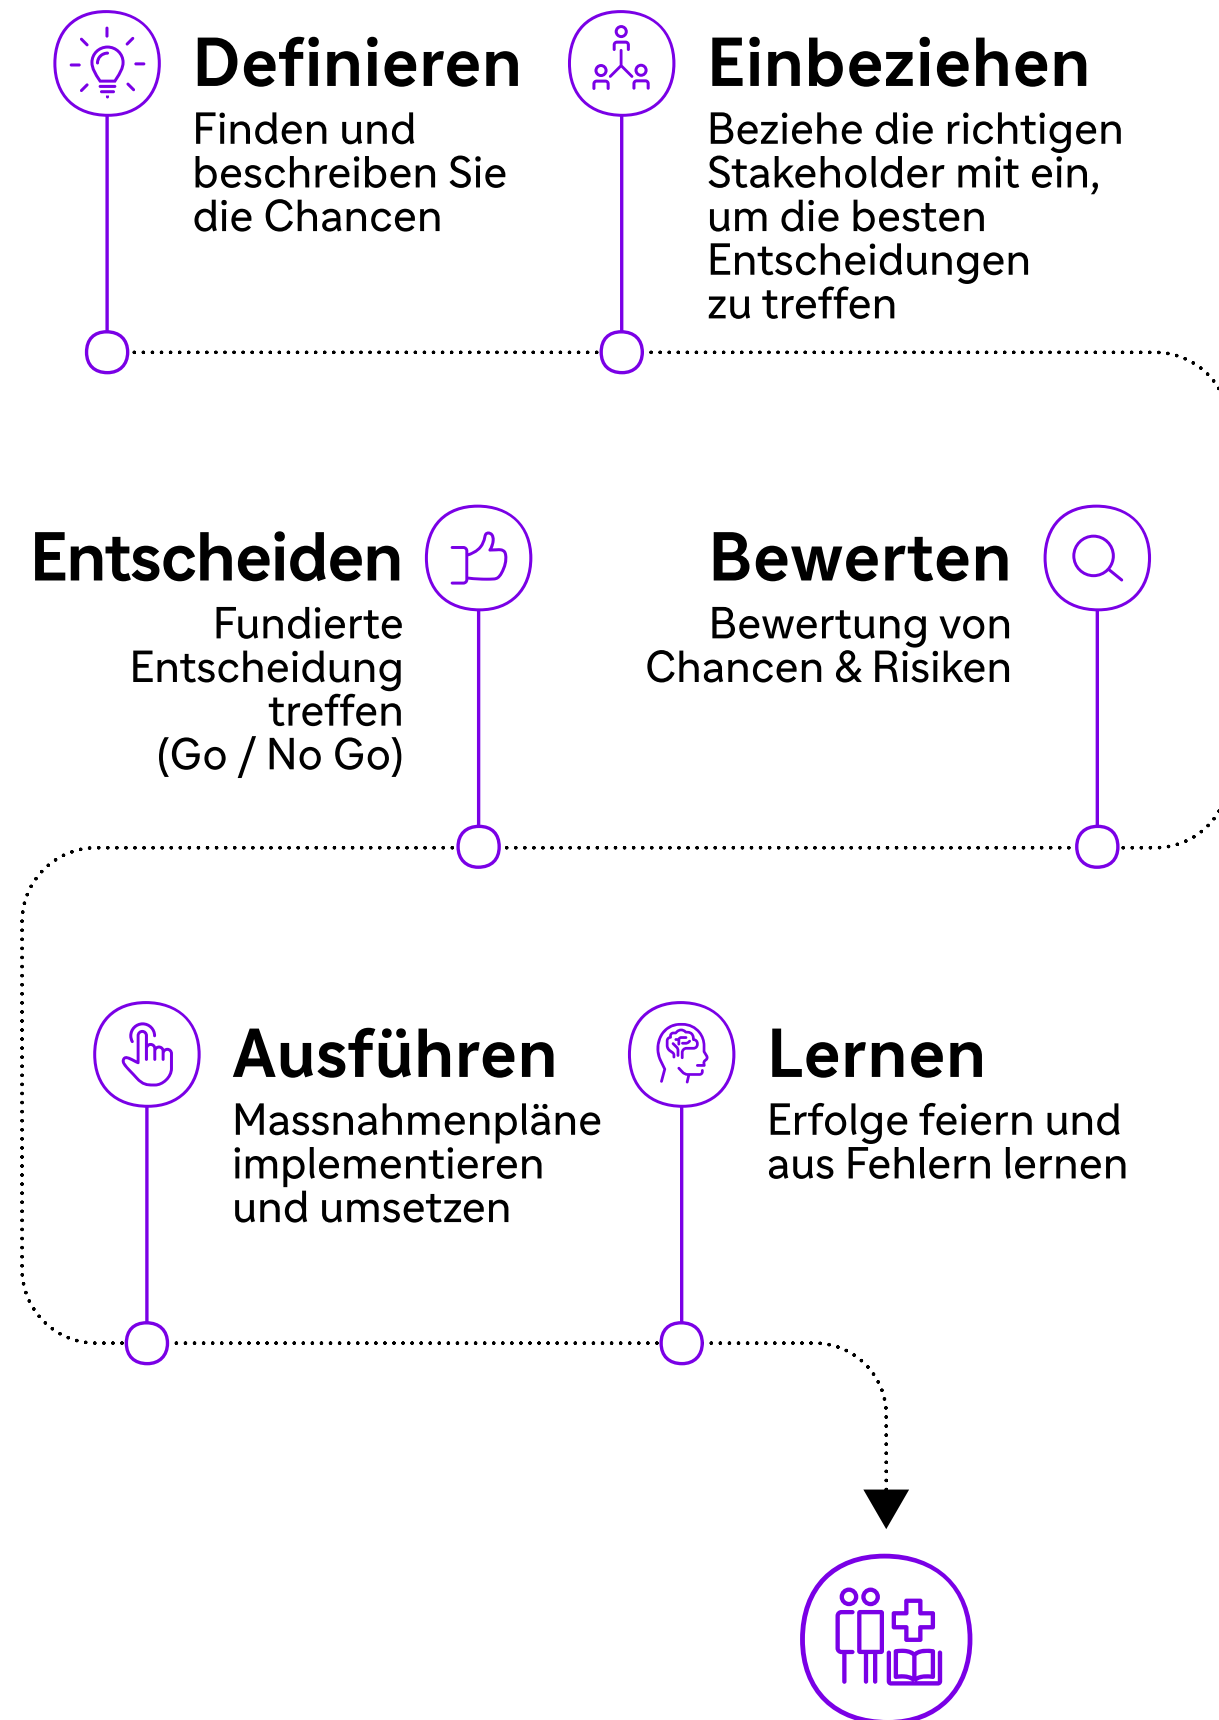 Definieren
Finden und
beschreiben Sie
die Chancen
Einbeziehen
Beziehe die richtigen
Stakeholder mit ein,
um die besten
Entscheidungen
zu treffen
Bewerten
Bewertung von
Chancen & Risiken
Entscheiden
Fundierte
Entscheidung
treffen
(Go / No Go)
Ausführen
Massnahmenpläne
implementieren
und umsetzen
Lernen
Erfolge feiern und
aus Fehlern lernen